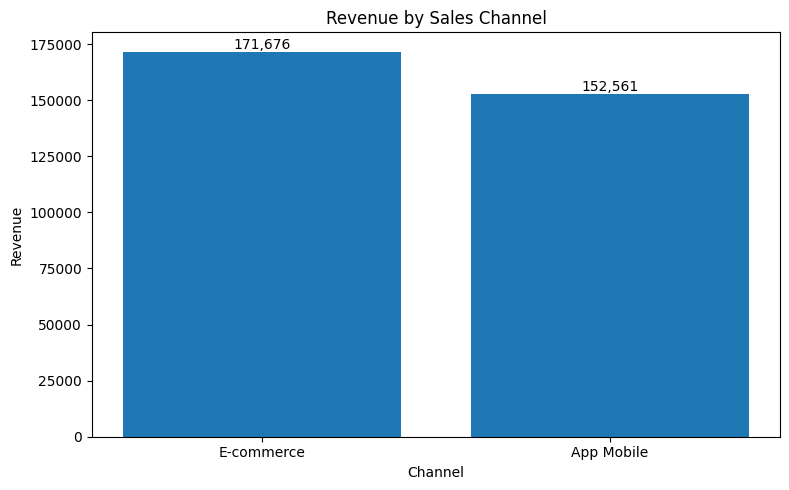 Revenue by Sales Channel
175000
150000
125000
100000
75000
50000
25000
0
Revenue
171,676
152,561
E-commerce
App Mobile
Channel